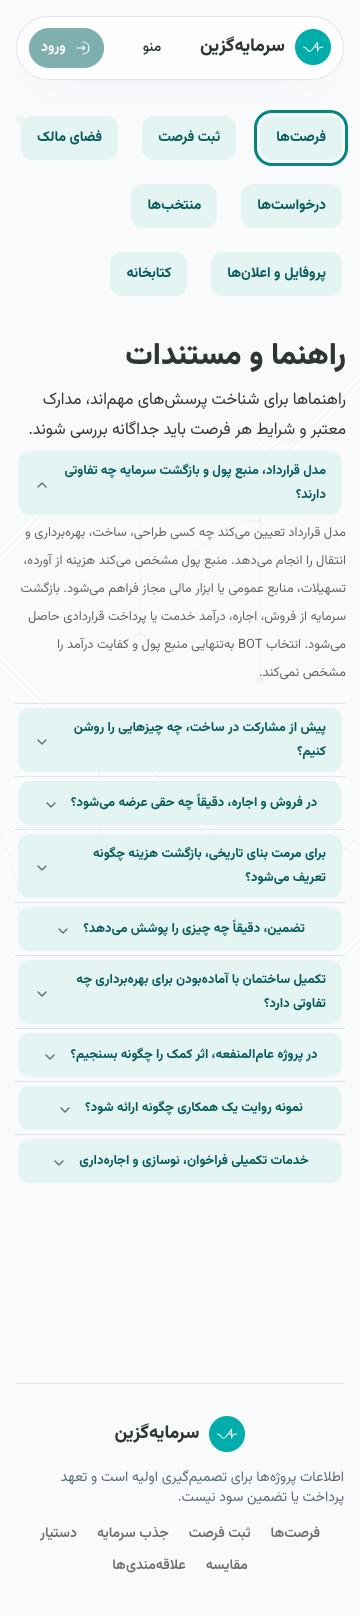 سرمایه‌گزین
منو
ورود
فرصت‌ها
ثبت فرصت
فضای مالک
درخواست‌ها
منتخب‌ها
پروفایل و اعلان‌ها
کتابخانه
راهنما و مستندات
راهنماها برای شناخت پرسش‌های مهم‌اند، مدارک
معتبر و شرایط هر فرصت باید جداگانه بررسی شوند.
مدل قرارداد، منبع پول و بازگشت سرمایه چه تفاوتی
دارند؟
مدل قرارداد تعیین می‌کند چه کسی طراحی، ساخت، بهره‌برداری و
انتقال را انجام می‌دهد. منبع پول مشخص می‌کند هزینه از آورده،
تسهیلات، منابع عمومی یا ابزار مالی مجاز فراهم می‌شود. بازگشت
سرمایه از فروش، اجاره، درآمد خدمت یا پرداخت قراردادی حاصل
می‌شود. انتخاب BOT به‌تنهایی منبع پول و کفایت درآمد را
مشخص نمی‌کند.
پیش از مشارکت در ساخت، چه چیزهایی را روشن
کنیم؟
در فروش و اجاره، دقیقاً چه حقی عرضه می‌شود؟
برای مرمت بنای تاریخی، بازگشت هزینه چگونه
تعریف می‌شود؟
تضمین، دقیقاً چه چیزی را پوشش می‌دهد؟
تکمیل ساختمان با آماده‌بودن برای بهره‌برداری چه
تفاوتی دارد؟
در پروژه عام‌المنفعه، اثر کمک را چگونه بسنجیم؟
نمونه روایت یک همکاری چگونه ارائه شود؟
خدمات تکمیلی فراخوان، نوسازی و اجاره‌داری
سرمایه‌گزین
اطلاعات پروژه‌ها برای تصمیم‌گیری اولیه است و تعهد
پرداخت یا تضمین سود نیست.
فرصت‌ها
ثبت فرصت
جذب سرمایه
دستیار
مقایسه
علاقه‌مندی‌ها